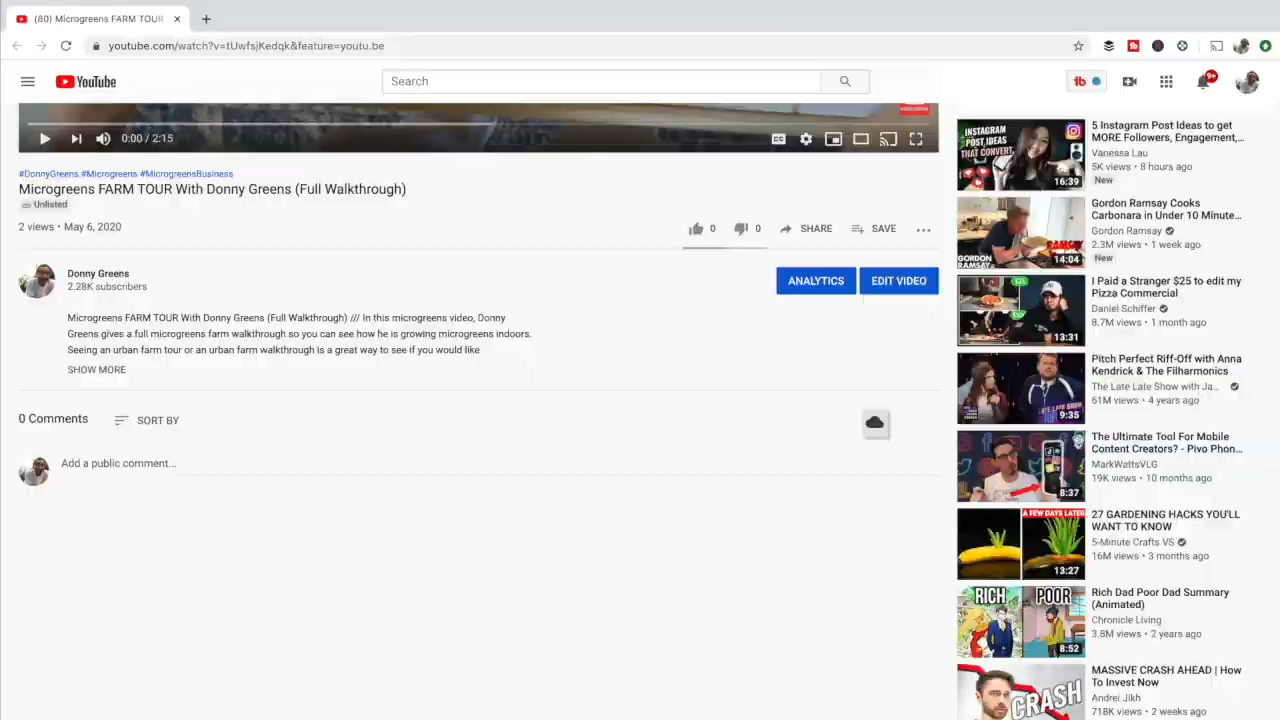 (80) Microgreens FARM TOUR
youtube.com/watch?v=tUwfsjKedqk&feature=youtu.be
YouTube
Search
tb
9+
0:00 / 2:15
CC
#DonnyGreens #Microgreens #MicrogreensBusiness
Microgreens FARM TOUR With Donny Greens (Full Walkthrough)
Unlisted
2 views • May 6, 2020
0
0
SHARE
SAVE
Donny Greens
2.28K subscribers
ANALYTICS
EDIT VIDEO
Microgreens FARM TOUR With Donny Greens (Full Walkthrough) /// In this microgreens video, Donny
Greens gives a full microgreens farm walkthrough so you can see how he is growing microgreens indoors.
Seeing an urban farm tour or an urban farm walkthrough is a great way to see if you would like
SHOW MORE
0 Comments
SORT BY
Add a public comment...
INSTAGRAM
POST IDEAS
THAT CONVERT
16:39
5 Instagram Post Ideas to get
MORE Followers, Engagement,...
Vanessa Lau
5K views • 8 hours ago
New
GORDON
RAMSAY
14:04
Gordon Ramsay Cooks
Carbonara in Under 10 Minute...
Gordon Ramsay
2.3M views • 1 week ago
New
13:31
I Paid a Stranger $25 to edit my
Pizza Commercial
Daniel Schiffer
8.7M views • 1 month ago
LATE LATE SHOW
9:35
Pitch Perfect Riff-Off with Anna
Kendrick & The Filharmonics
The Late Late Show with Ja...
61M views • 4 years ago
8:37
The Ultimate Tool For Mobile
Content Creators? - Pivo Phon...
MarkWattsVLG
19K views • 10 months ago
A FEW DAYS LATER
13:27
27 GARDENING HACKS YOU'LL
WANT TO KNOW
5-Minute Crafts VS
16M views • 3 months ago
RICH
POOR
8:52
Rich Dad Poor Dad Summary
(Animated)
Chronicle Living
3.8M views • 2 years ago
CRASH
MASSIVE CRASH AHEAD | How
To Invest Now
Andrei Jikh
718K views • 2 weeks ago